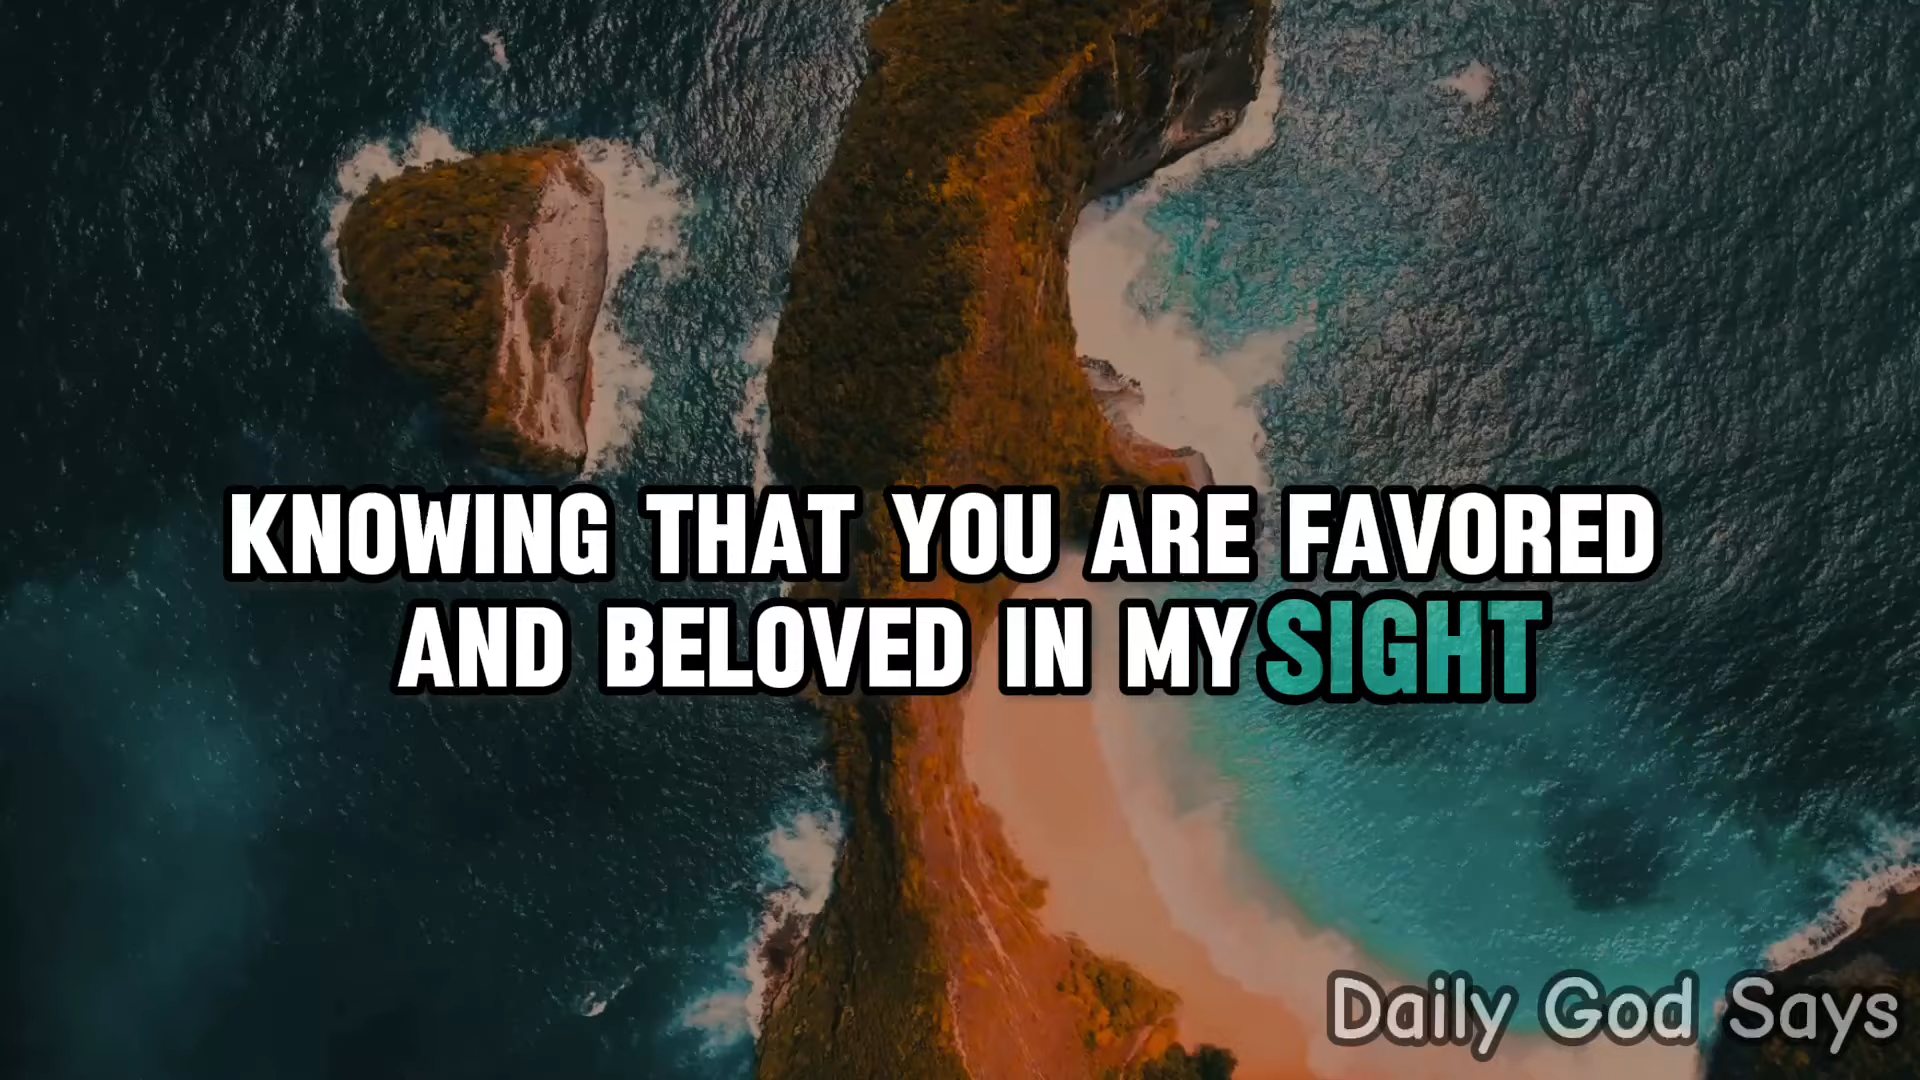 KNOWING THAT YOU ARE FAVORED
AND BELOVED IN MY SIGHT
Daily God Says